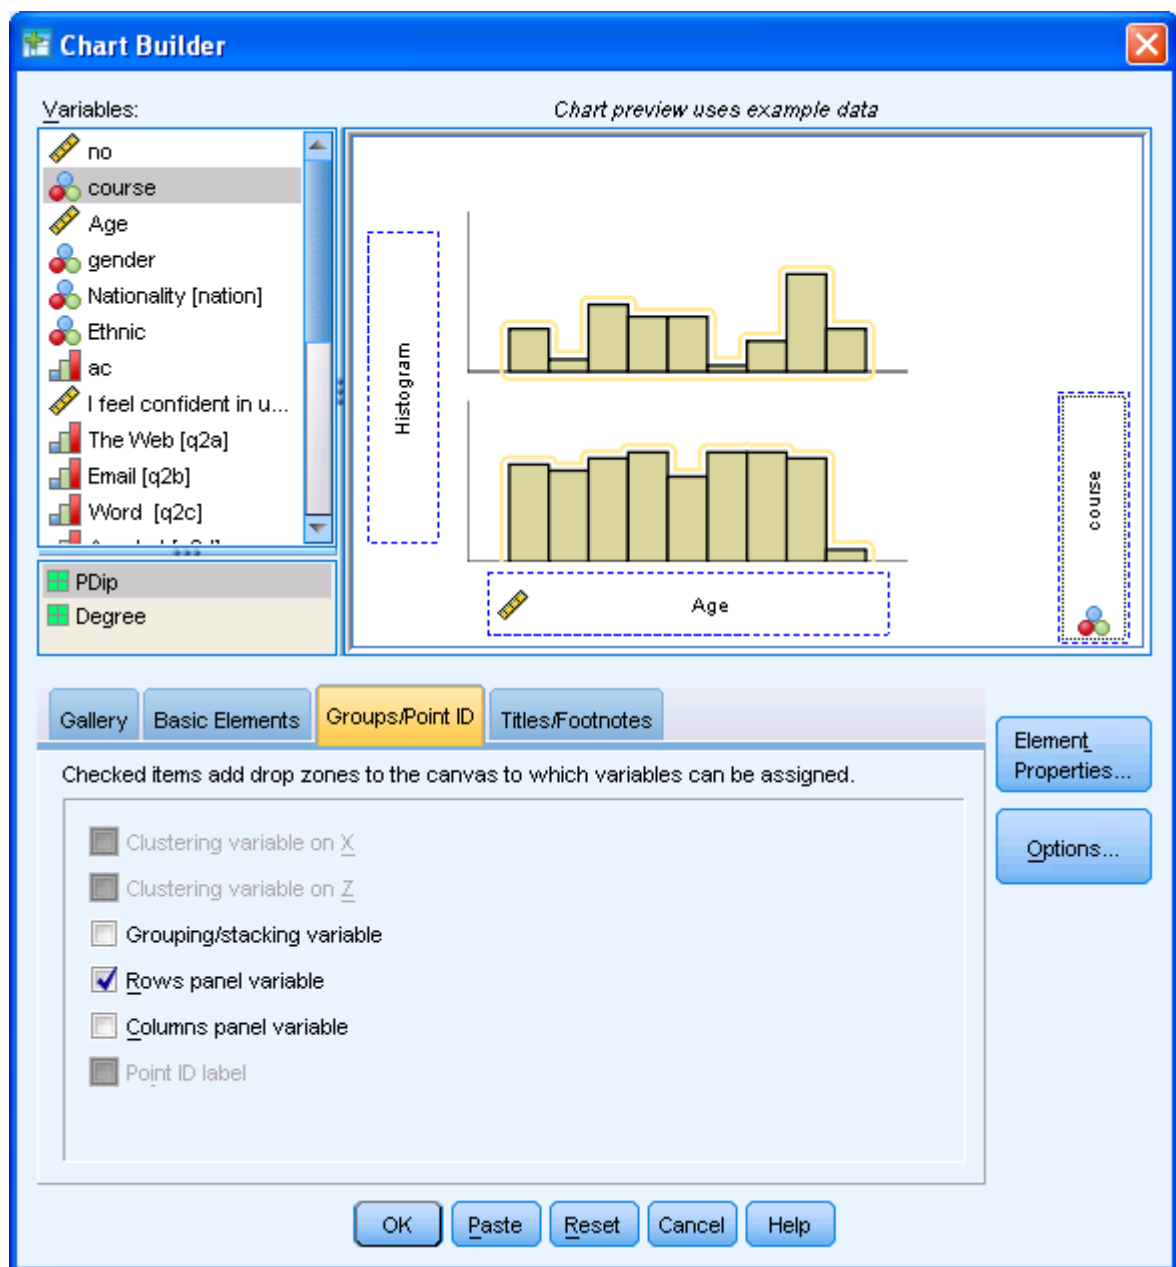 Chart Builder
Variables:
Chart preview uses example data
no
course
Age
gender
Nationality [nation]
Ethnic
ac
I feel confident in u...
The Web [q2a]
Email [q2b]
Word [q2c]
PDip
Degree
Histogram
Age
course
Gallery
Basic Elements
Groups/Point ID
Titles/Footnotes
Element Properties...
Options...
Checked items add drop zones to the canvas to which variables can be assigned.
Clustering variable on X
Clustering variable on Z
Grouping/stacking variable
Rows panel variable
Columns panel variable
Point ID label
OK
Paste
Reset
Cancel
Help